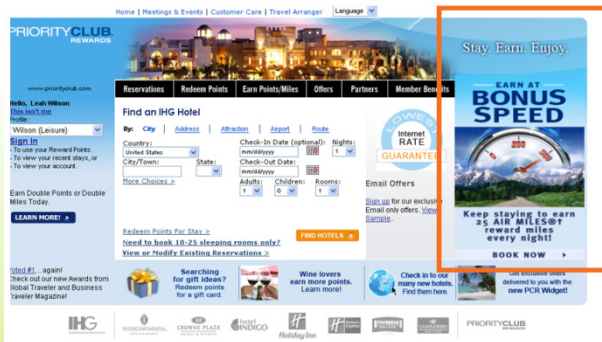 Home | Meetings & Events | Customer Care | Travel Arranger
Language
PRIORITY CLUB
REWARDS
www.priorityclub.com
Stay. Earn. Enjoy.
Reservations Redeem Points Earn Points/Miles Offers Partners Member Benefits
Hello, Leah Wilson
This isn't me
Profile:
Wilson (Leisure)
Sign In
- To use your Reward Points
- To view your recent stays, or
- To view your account.
Earn Double Points or Double
Miles Today.
LEARN MORE! >
Voted #1...again!
Check out our new Awards from
Global Traveler and Business
Traveler Magazine!
Find an IHG Hotel
By: City | Address | Attraction | Airport | Route
Country: Check-In Date (optional): Nights:
United States mm/dd/yyyy 1
City/Town: State: Check-Out Date:
mm/dd/yyyy
More Choices >
Adults: Children: Rooms:
1 0 1
Redeem Points For Stay >
FIND HOTELS >
Need to book 10-25 sleeping rooms only?
View or Modify Existing Reservations >
LOWEST
Internet
RATE
GUARANTEE
Email Offers
Sign up for our exclusive
Email only offers. View
Sample.
EARN AT
BONUS
SPEED
Keep staying to earn
25 AIR MILES®†
reward miles
every night!
BOOK NOW
Searching
for gift ideas?
Redeem points
for a gift card.
Wine lovers
earn more points.
Learn more!
Check in to our
many new hotels.
Find them here.
Get exclusive offers
delivered to you with the
new PCR Widget!
IHG
INTERCONTINENTAL
CROWNE PLAZA
hotel INDIGO
Holiday Inn
PRIORITYCLUB
REWARDS